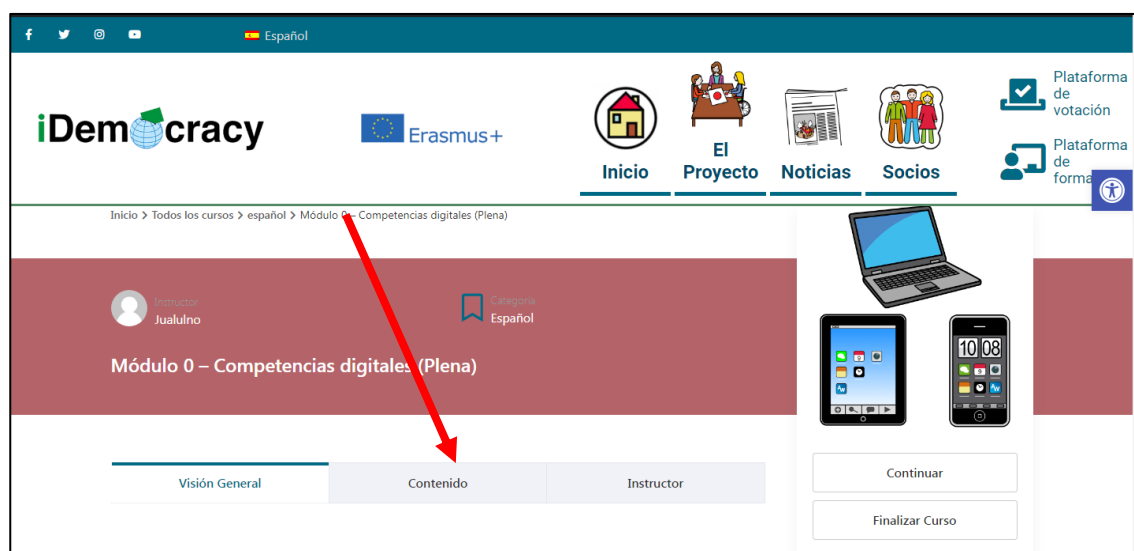 Español
iDemocracy
Erasmus+
Inicio
El
Proyecto
Noticias
Socios
Plataforma
de
votación
Plataforma
de
Inicio > Todos los cursos > español > Módulo 0 – Competencias digitales (Plena)
Instructor
Jualulno
Categoría
Español
Módulo 0 – Competencias digitales (Plena)
10 08
Visión General
Contenido
Instructor
Continuar
Finalizar Curso